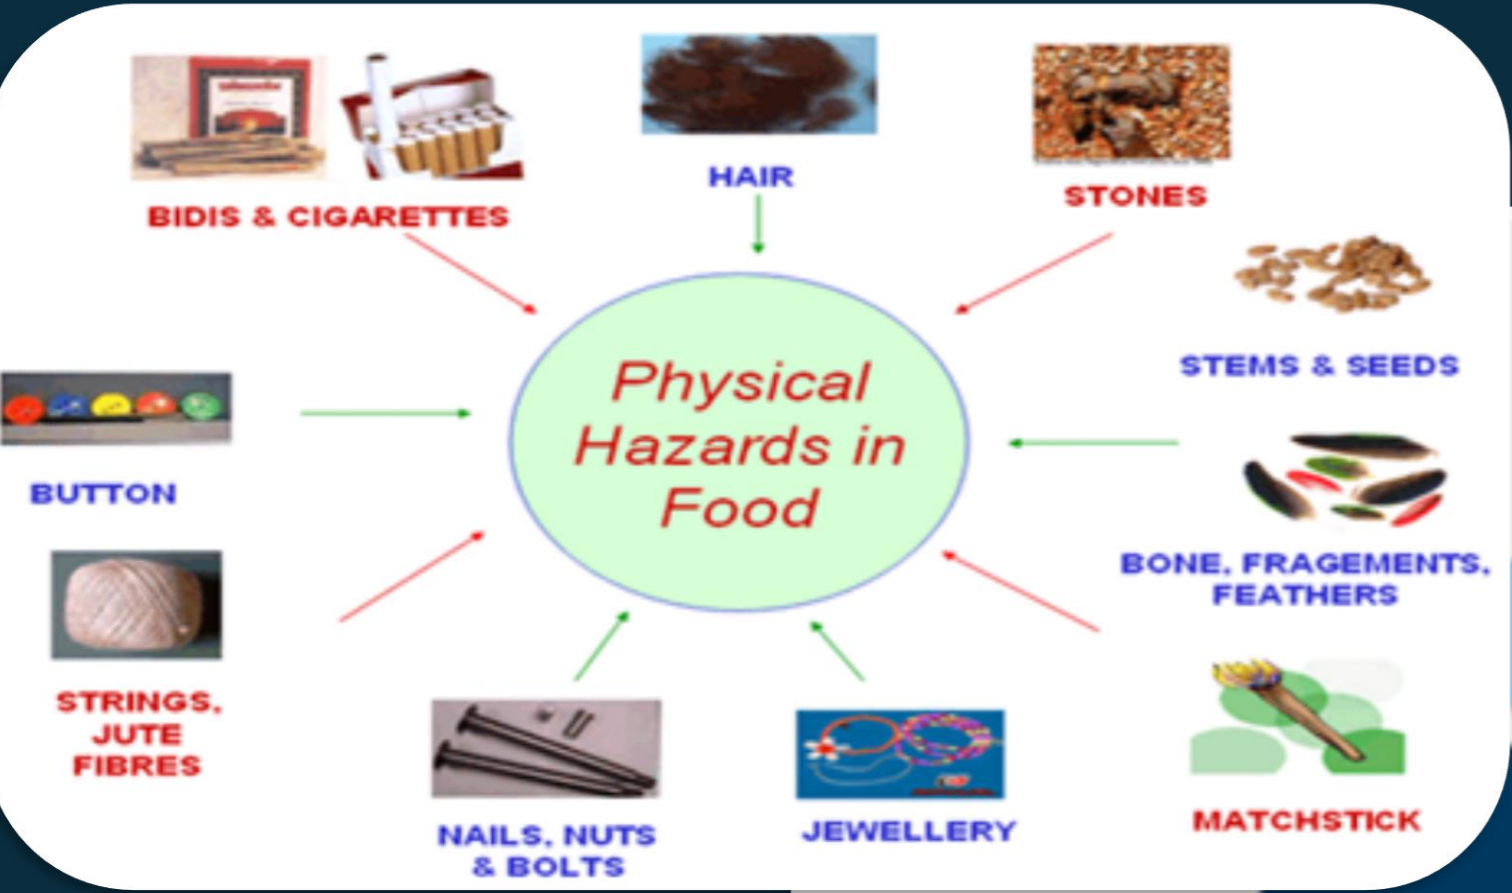 BIDIS & CIGARETTES
HAIR
STONES
STEMS & SEEDS
BUTTON
Physical
Hazards in
Food
BONE, FRAGEMENTS,
FEATHERS
STRINGS,
JUTE
FIBRES
NAILS, NUTS
& BOLTS
JEWELLERY
MATCHSTICK